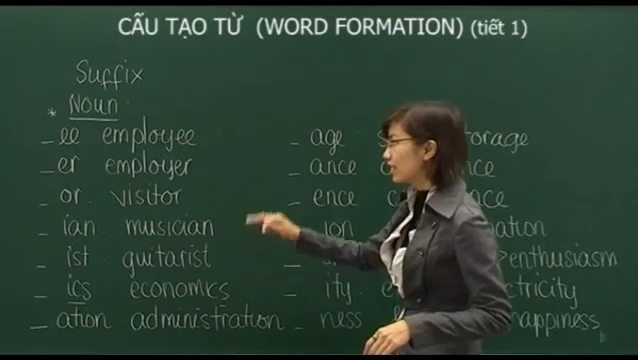 CẤU TẠO TỪ (WORD FORMATION) (tiết 1)
Suffix
* Noun
_ ee employee
_ er employer
_ or visitor
_ ian musician
_ ist guitarist
_ ics economics
_ ation administration
_ age
_ ance
_ ence
_ ion
_ enthusiasm
_ ity
_ ness happiness